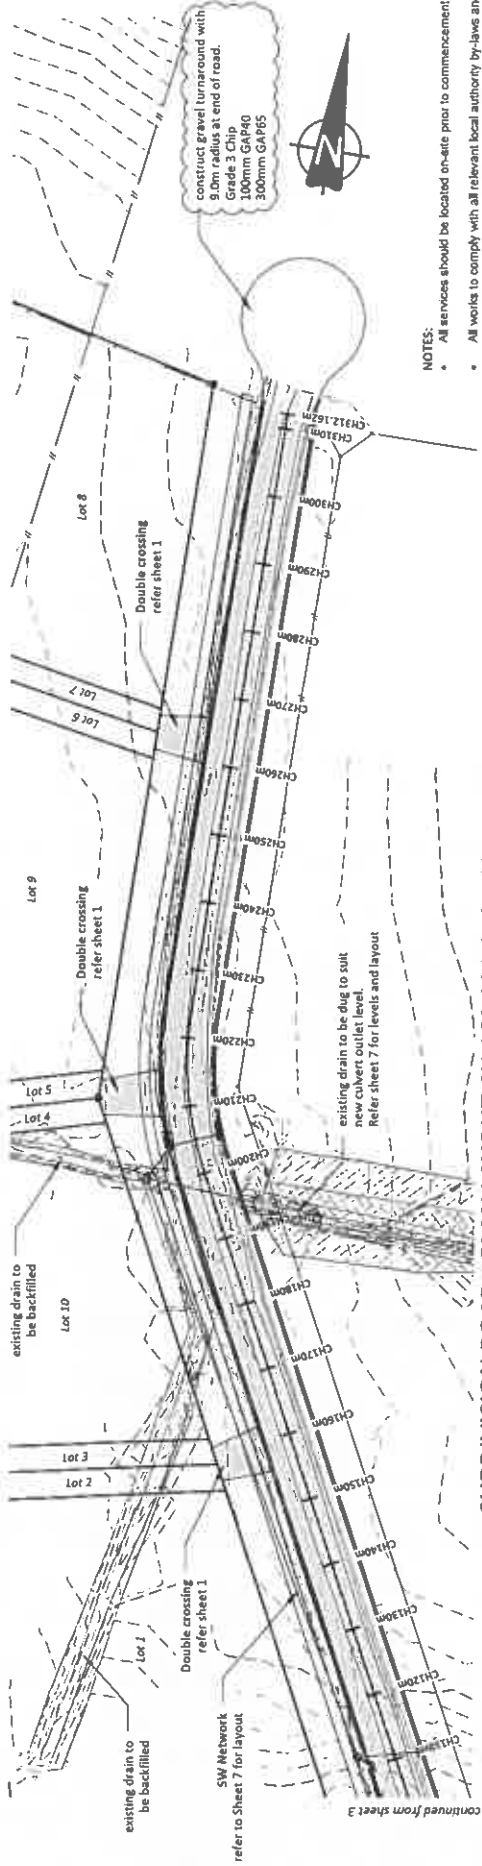 construct gravel turnaround with
9.0m radius at end of road.
Grade 3 Chip
100mm GAP40
300mm GAP65
N
NOTES:
• All services should be located on-site prior to commencement
• All works to comply with all relevant local authority by-laws an
Lot 8
Double crossing
refer sheet 1
Lot 7
Lot 6
Lot 9
Double crossing
refer sheet 1
Lot 5
Lot 4
existing drain to
be backfilled
Lot 10
Lot 3
Lot 2
Double crossing
refer sheet 1
Lot 1
existing drain to
be backfilled
SW Network
refer to Sheet 7 for layout
existing drain to be dug to suit
new culvert outlet level.
Refer sheet 7 for levels and layout
CH312.162m
CH310m
CH300m
CH290m
CH280m
CH270m
CH260m
CH250m
CH240m
CH230m
CH220m
CH210m
CH200m
CH180m
CH170m
CH160m
CH150m
CH140m
CH130m
CH120m
continued from sheet 3